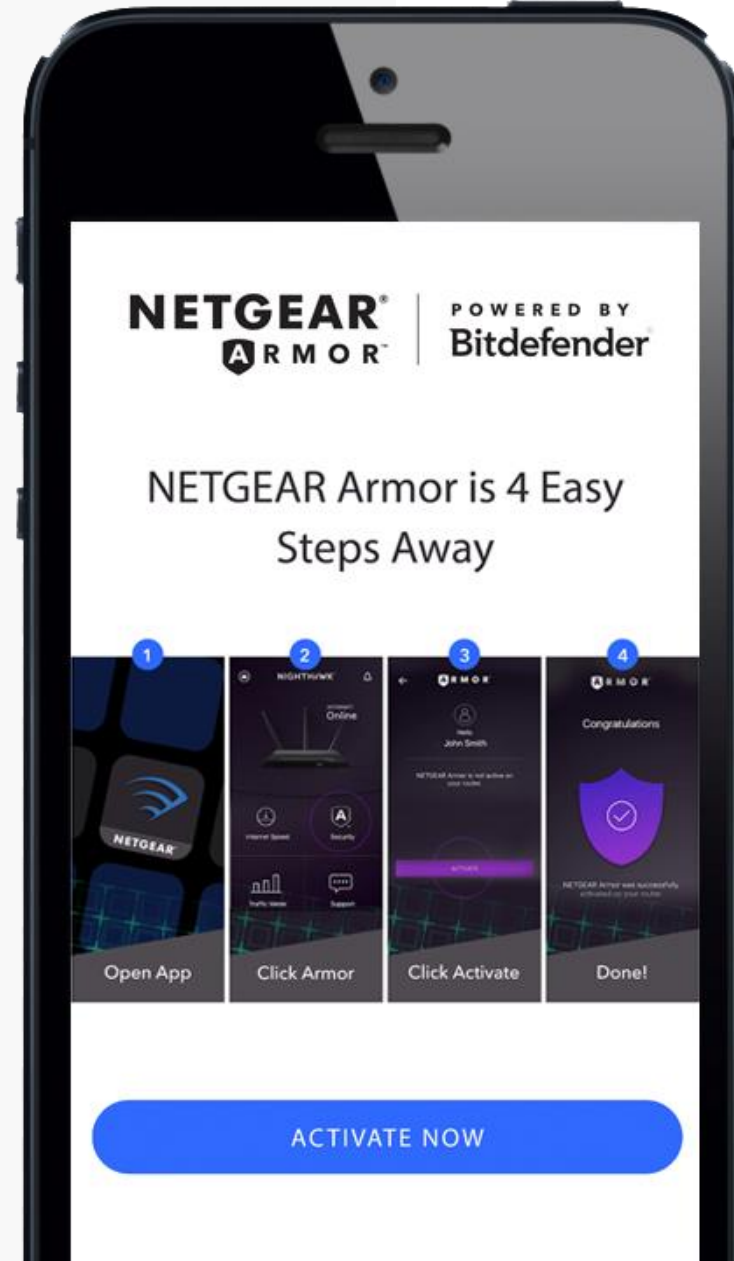 NETGEAR®
ARMOR™
POWERED BY
Bitdefender
NETGEAR Armor is 4 Easy
Steps Away
1
NETGEAR
Open App
2
NIGHTHAWK
INTERNET
Online
Internet Speed
A
Security
Traffic Meter
Support
Click Armor
3
ARMOR
Hello
John Smith
NETGEAR Armor is not active on
your router
ACTIVATE
Click Activate
4
ARMOR
Congratulations
NETGEAR Armor was successfully
activated on your router
Done!
ACTIVATE NOW